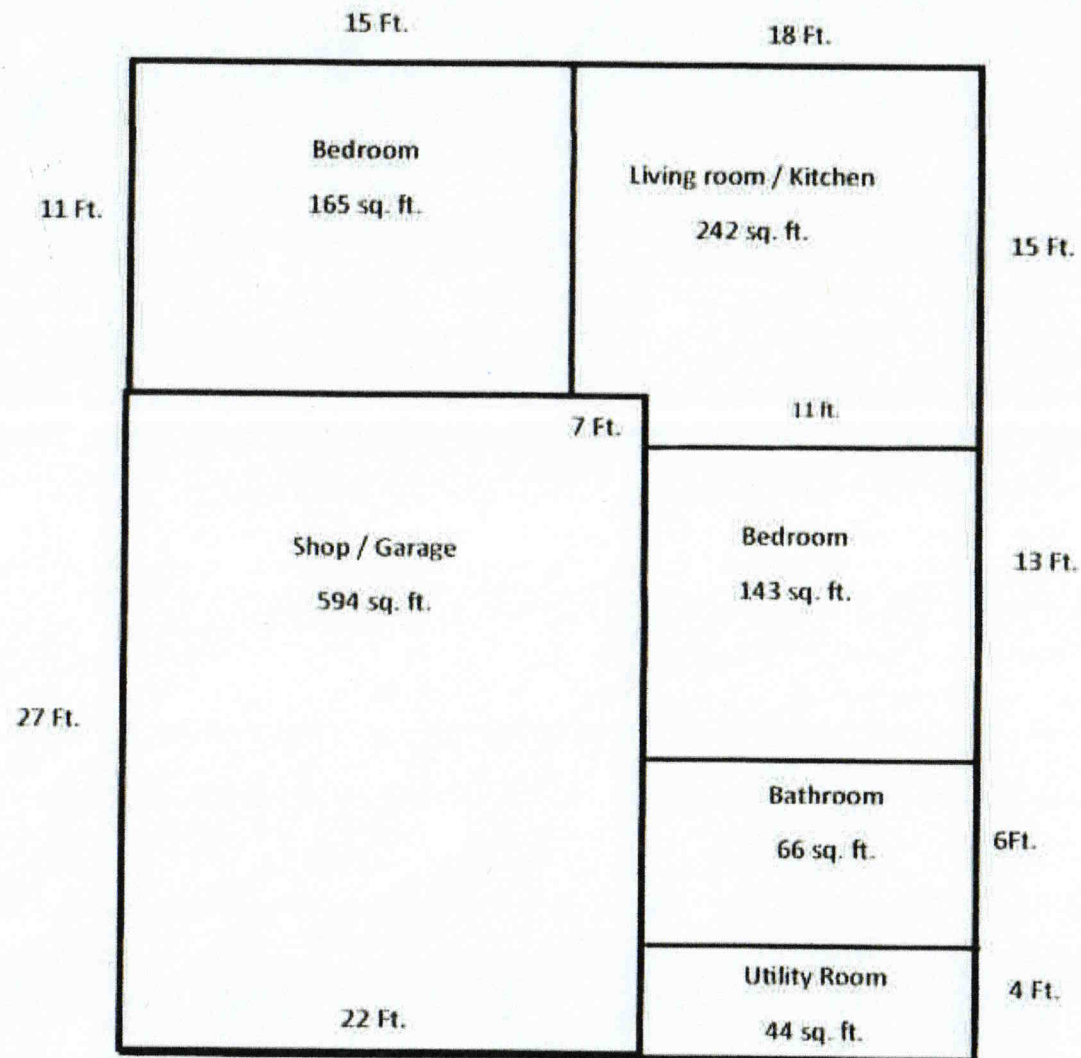 15 Ft.
18 Ft.
Bedroom
165 sq. ft.
11 Ft.
Living room / Kitchen
242 sq. ft.
15 Ft.
11 ft.
7 Ft.
Shop / Garage
594 sq. ft.
Bedroom
143 sq. ft.
13 Ft.
27 Ft.
Bathroom
66 sq. ft.
6Ft.
Utility Room
44 sq. ft.
4 Ft.
22 Ft.